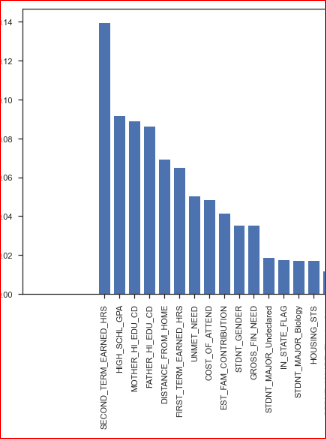 .14
.12
.10
.08
.06
.04
.02
.00
SECOND_TERM_EARNED_HRS
HIGH_SCHL_GPA
MOTHER_HI_EDU_CD
FATHER_HI_EDU_CD
DISTANCE_FROM_HOME
FIRST_TERM_EARNED_HRS
UNMET_NEED
COST_OF_ATTEND
EST_FAM_CONTRIBUTION
STDNT_GENDER
GROSS_FIN_NEED
STDNT_MAJOR_Undeclared
IN_STATE_FLAG
STDNT_MAJOR_Biology
HOUSING_STS